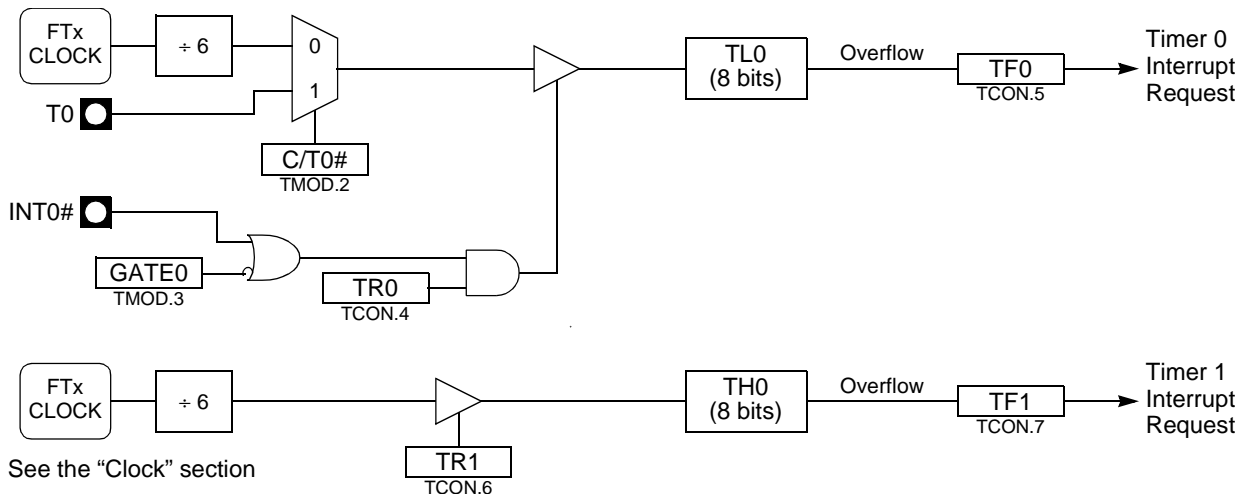 FTx
CLOCK
÷ 6
0
1
T0
C/T0#
TMOD.2
TL0
(8 bits)
Overflow
TF0
TCON.5
Timer 0
Interrupt
Request
INT0#
GATE0
TMOD.3
TR0
TCON.4
FTx
CLOCK
÷ 6
TR1
TCON.6
TH0
(8 bits)
Overflow
TF1
TCON.7
Timer 1
Interrupt
Request
See the “Clock” section